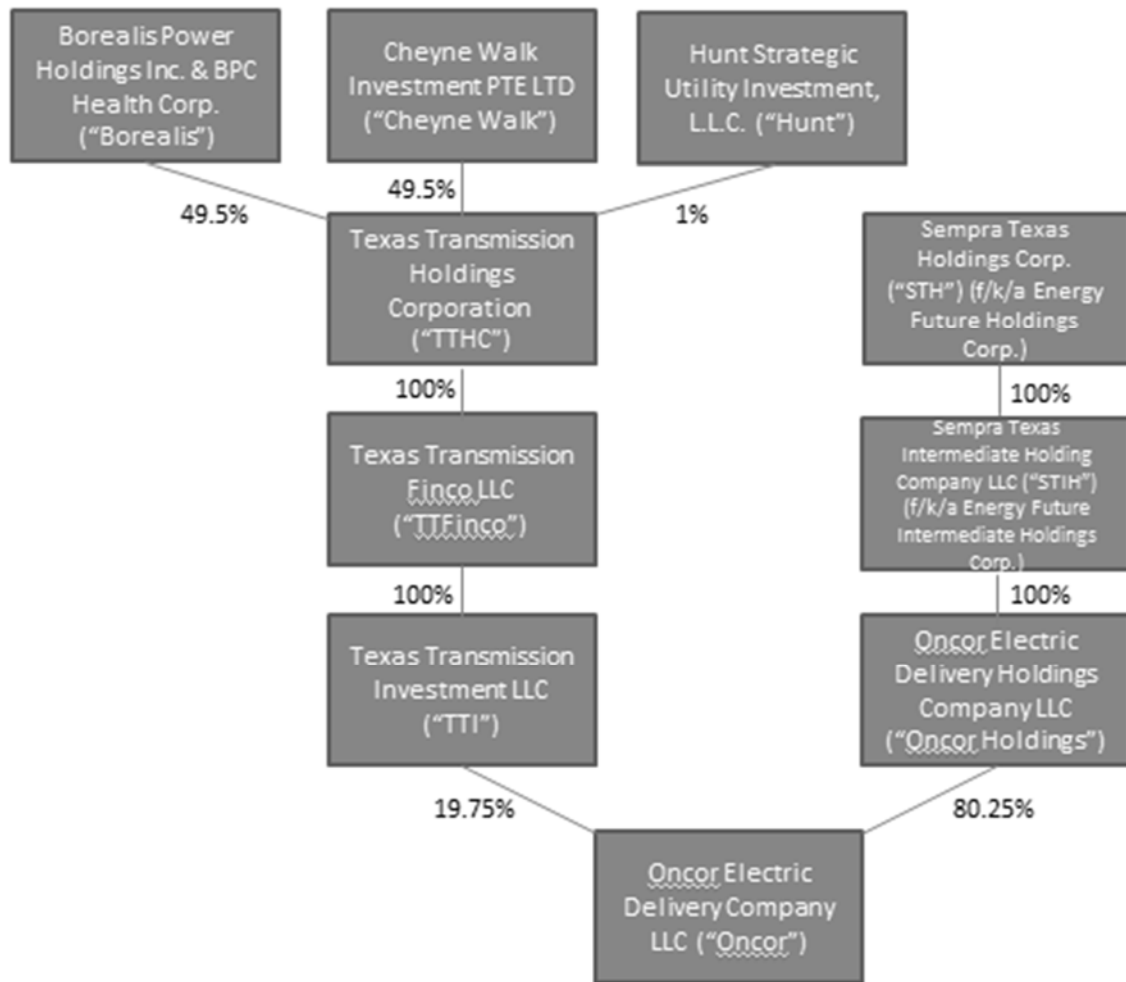 Borealis Power
Holdings Inc. & BPC
Health Corp.
("Borealis")
Cheyne Walk
Investment PTE LTD
("Cheyne Walk")
Hunt Strategic
Utility Investment,
L.L.C. ("Hunt")
49.5%
49.5%
1%
Texas Transmission
Holdings
Corporation
("TTHC")
Sempra Texas
Holdings Corp.
("STH") (f/k/a Energy
Future Holdings
Corp.)
100%
100%
Texas Transmission
Finco LLC
("TTFinco")
Sempra Texas
Intermediate Holding
Company LLC ("STIH")
(f/k/a Energy Future
Intermediate Holdings
Corp.)
100%
100%
Texas Transmission
Investment LLC
("TTI")
Oncor Electric
Delivery Holdings
Company LLC
("Oncor Holdings")
19.75%
80.25%
Oncor Electric
Delivery Company
LLC ("Oncor")